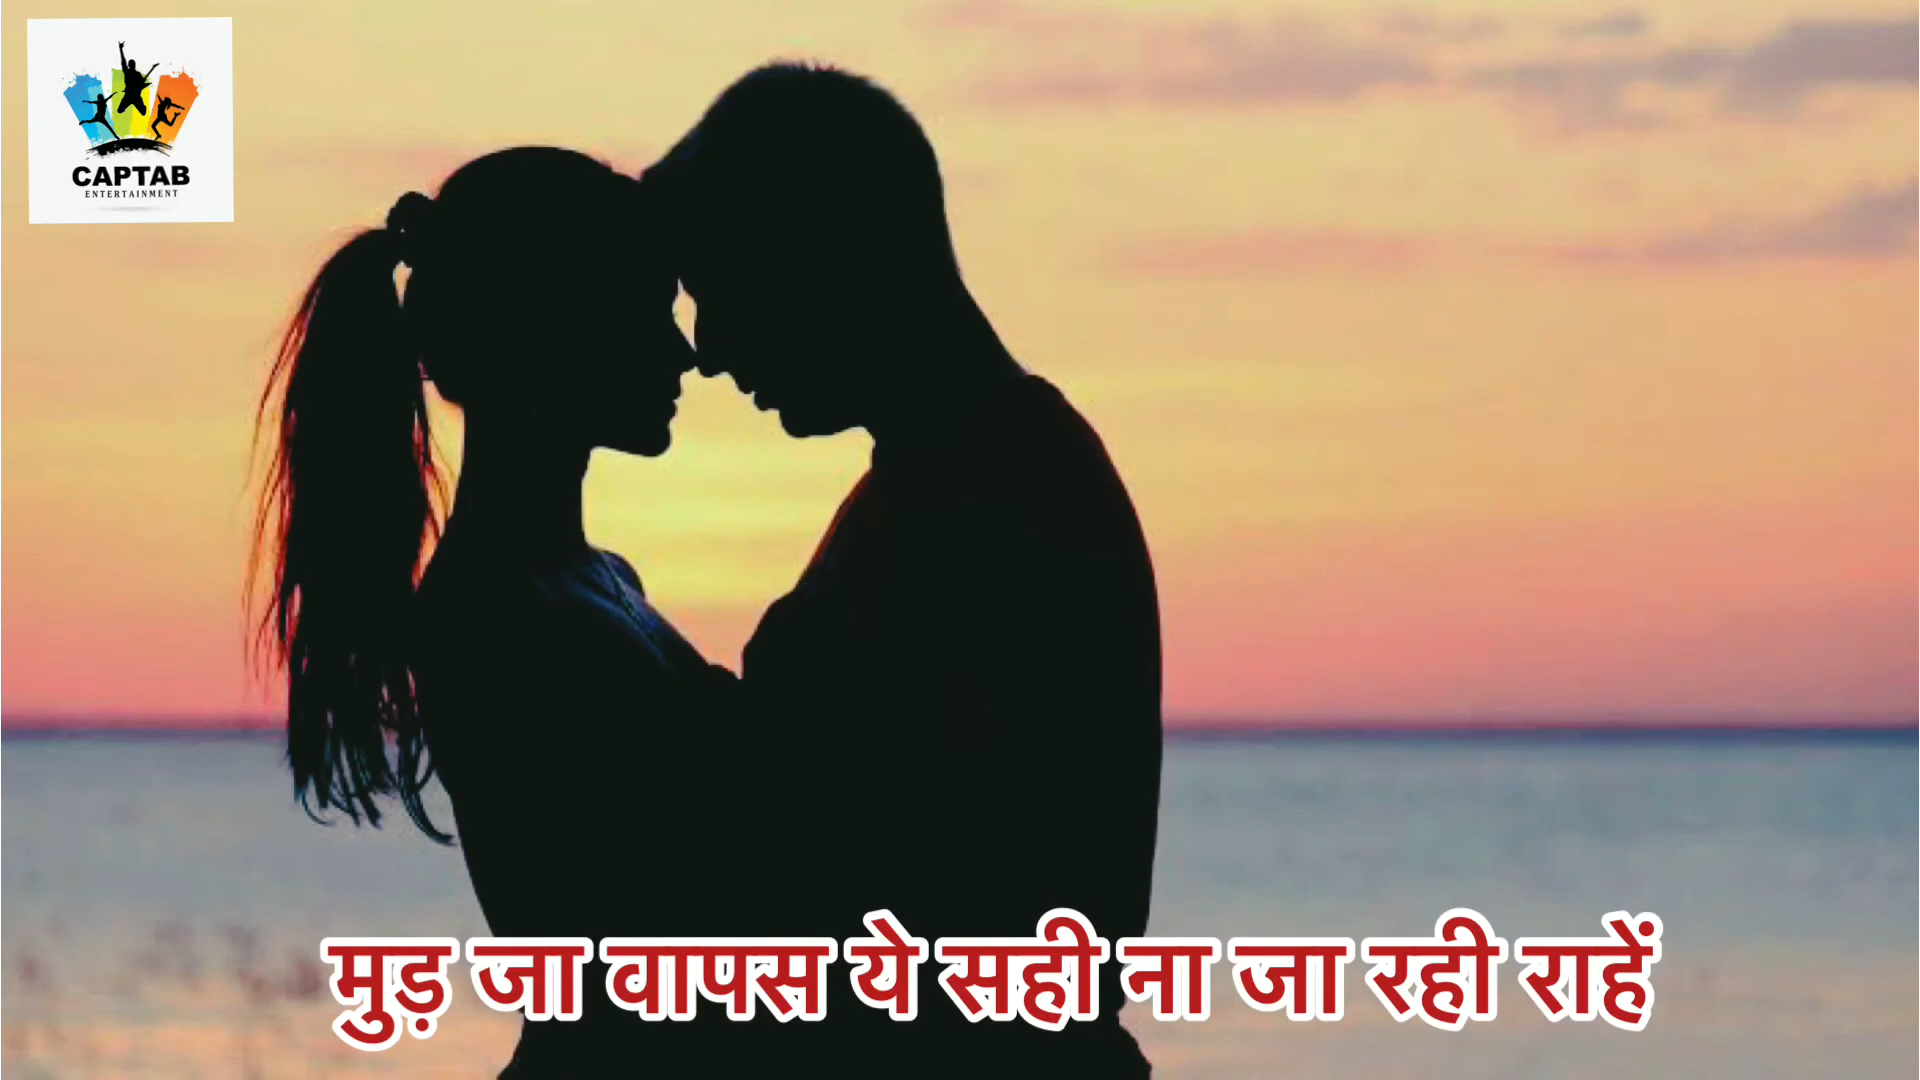 CAPTAB
ENTERTAINMENT
मुड़ जा वापस ये सही ना जा रही राहें